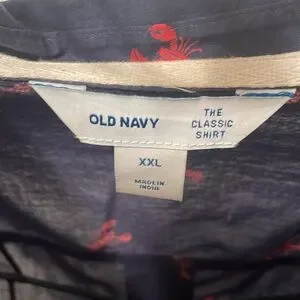 OLD NAVY
THE
CLASSIC
SHIRT
XXL
MADE IN
INDIA